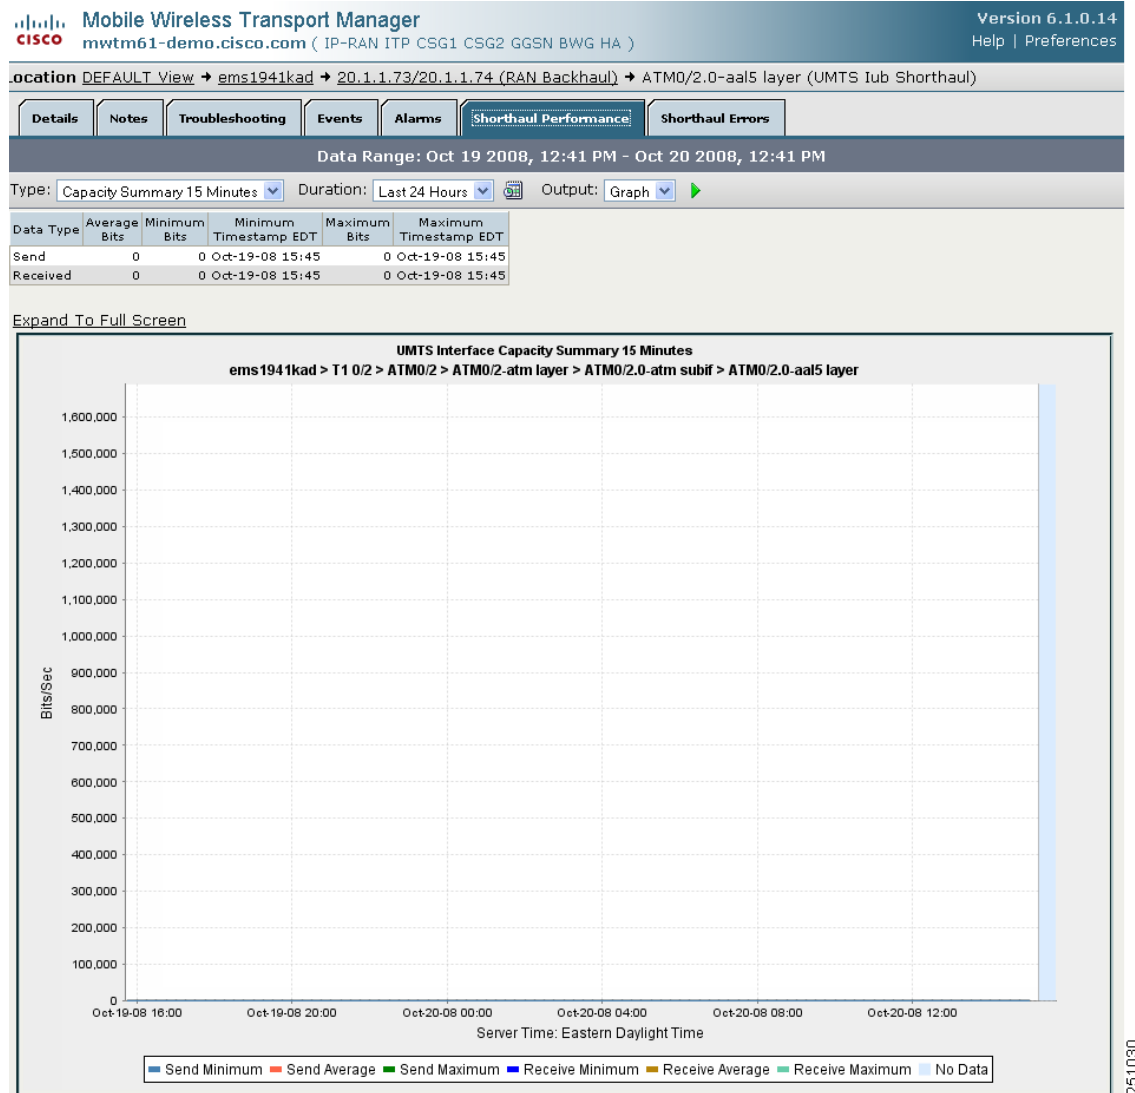 Mobile Wireless Transport Manager
Version 6.1.0.14
CISCO
mwtm61-demo.cisco.com ( IP-RAN ITP CSG1 CSG2 GGSN BWG HA )
Help | Preferences
Location DEFAULT View → ems1941kad → 20.1.1.73/20.1.1.74 (RAN Backhaul) → ATM0/2.0-aal5 layer (UMTS Iub Shorthaul)
Details Notes Troubleshooting Events Alarms Shorthaul Performance Shorthaul Errors
Data Range: Oct 19 2008, 12:41 PM - Oct 20 2008, 12:41 PM
Type: Capacity Summary 15 Minutes Duration: Last 24 Hours Output: Graph
Data Type Average Bits Minimum Bits Minimum Timestamp EDT Maximum Bits Maximum Timestamp EDT
Send 0 0 Oct-19-08 15:45 0 Oct-19-08 15:45
Received 0 0 Oct-19-08 15:45 0 Oct-19-08 15:45
Expand To Full Screen
UMTS Interface Capacity Summary 15 Minutes
ems1941kad > T1 0/2 > ATM0/2 > ATM0/2-atm layer > ATM0/2.0-atm subif > ATM0/2.0-aal5 layer
1,600,000
1,500,000
1,400,000
1,300,000
1,200,000
1,100,000
1,000,000
900,000
800,000
700,000
600,000
500,000
400,000
300,000
200,000
100,000
0
Bits/Sec
Oct-19-08 16:00 Oct-19-08 20:00 Oct-20-08 00:00 Oct-20-08 04:00 Oct-20-08 08:00 Oct-20-08 12:00
Server Time: Eastern Daylight Time
Send Minimum Send Average Send Maximum Receive Minimum Receive Average Receive Maximum No Data
251030